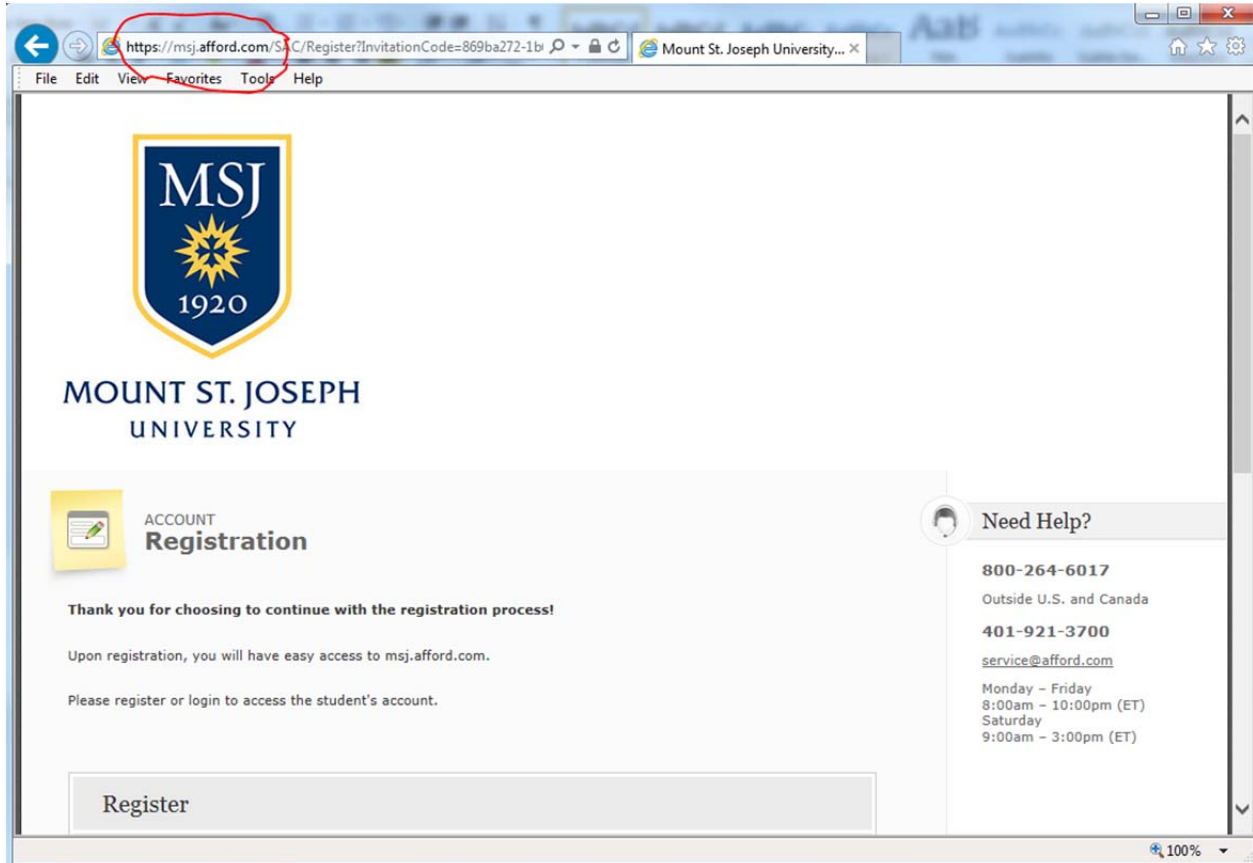 https://msj.afford.com/SAC/Register?InvitationCode=869ba272-1b
Mount St. Joseph University...
File Edit View Favorites Tools Help
MSJ
1920
MOUNT ST. JOSEPH
UNIVERSITY
ACCOUNT
Registration
Thank you for choosing to continue with the registration process!
Upon registration, you will have easy access to msj.afford.com.
Please register or login to access the student's account.
Register
Need Help?
800-264-6017
Outside U.S. and Canada
401-921-3700
service@afford.com
Monday – Friday
8:00am – 10:00pm (ET)
Saturday
9:00am – 3:00pm (ET)
100%